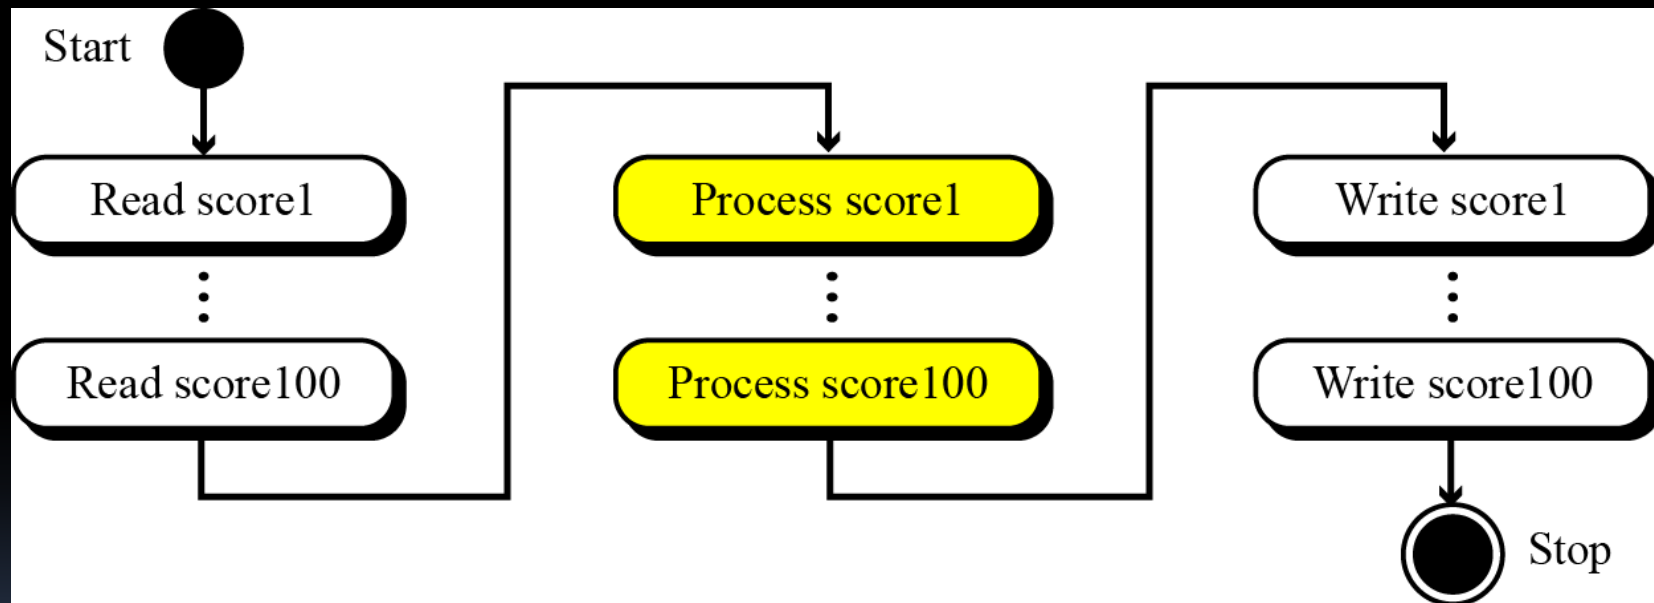 Start
Read score1
Read score100
Process score1
Process score100
Write score1
Write score100
Stop